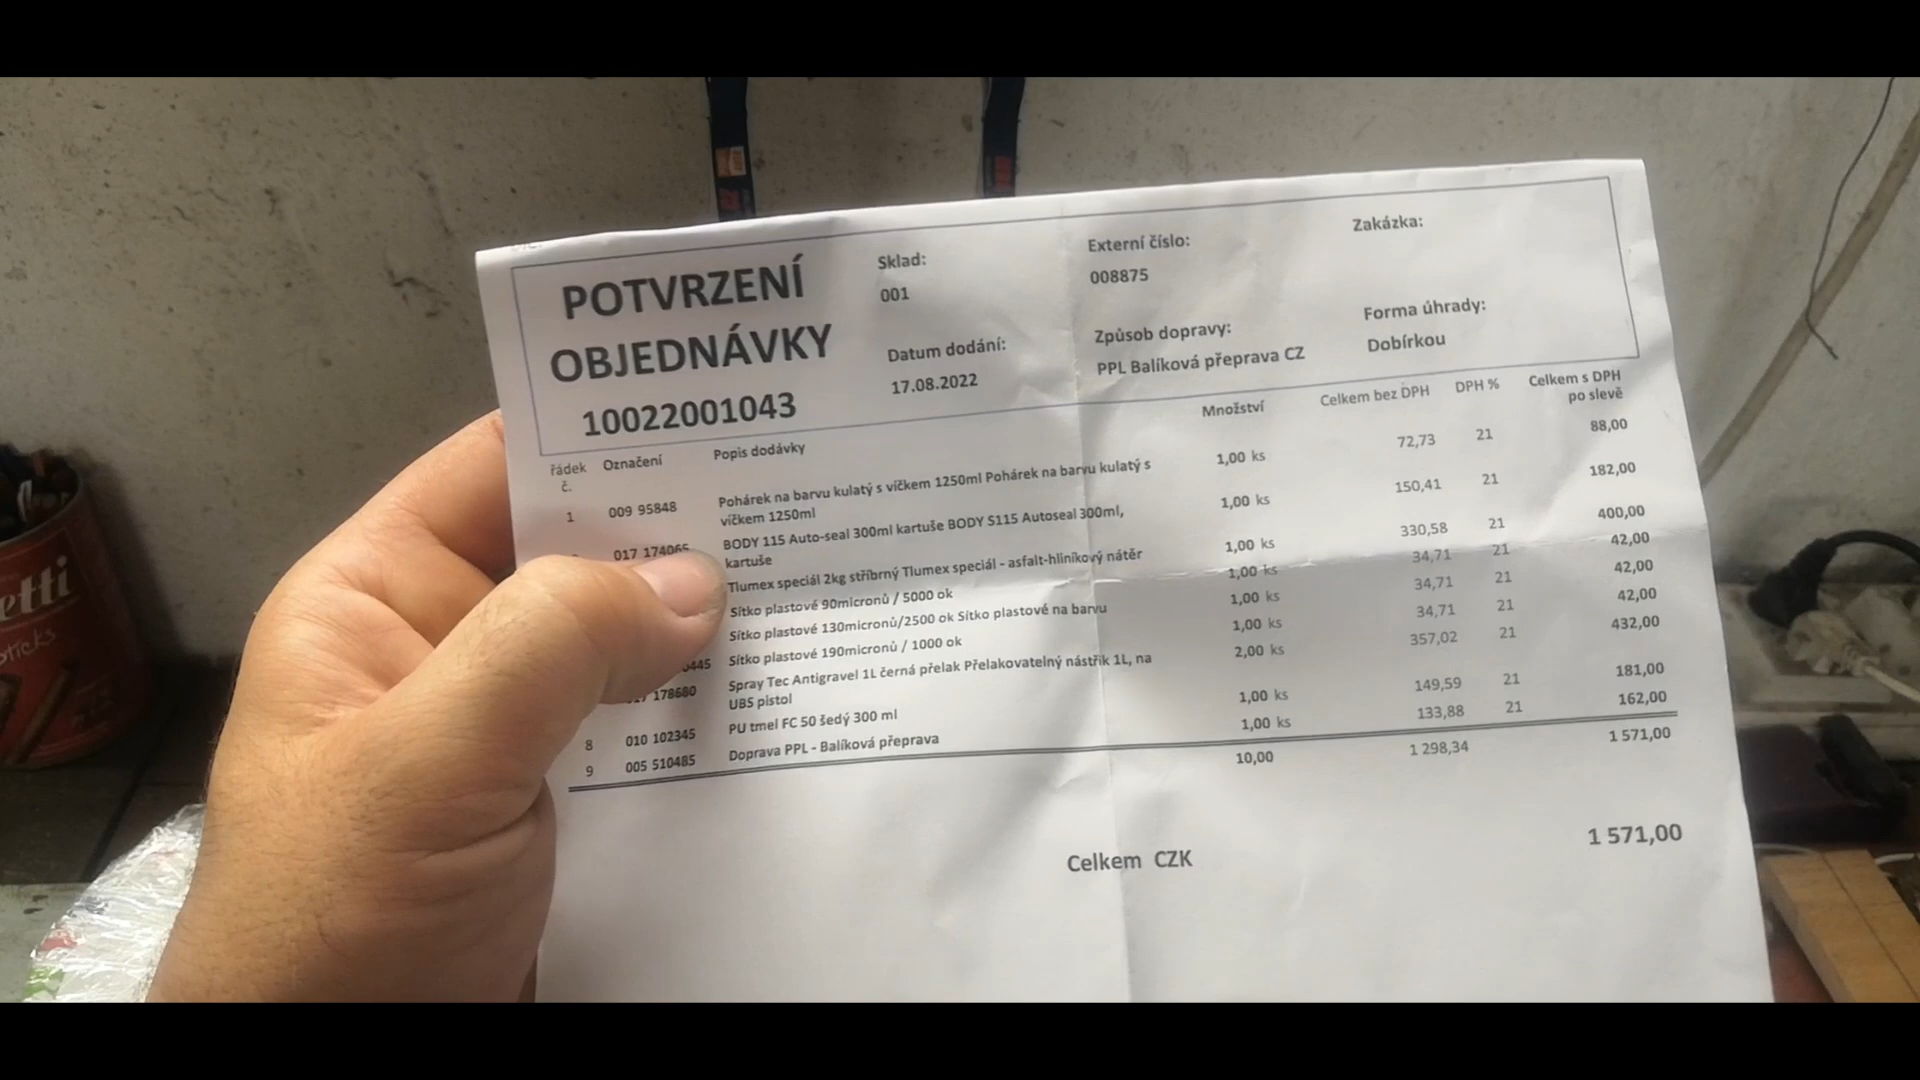 POTVRZENÍ
OBJEDNÁVKY
10022001043
Sklad:
001
Datum dodání:
17.08.2022
Externí číslo:
008875
Způsob dopravy:
PPL Balíková přeprava CZ
Zakázka:
Forma úhrady:
Dobírkou
řádek č. Označení Popis dodávky Množství Celkem bez DPH DPH % Celkem s DPH po slevě
1 009 95848 Pohárek na barvu kulatý s víčkem 1250ml Pohárek na barvu kulatý s 1,00 ks 72,73 21 88,00
víčkem 1250ml
017 174065 BODY 115 Auto-seal 300ml kartuše BODY S115 Autoseal 300ml, 1,00 ks 150,41 21 182,00
kartuše
Tlumex speciál 2kg stříbrný Tlumex speciál - asfalt-hliníkový nátěr 1,00 ks 330,58 21 400,00
Sítko plastové 90micronů / 5000 ok 1,00 ks 34,71 21 42,00
Sítko plastové 130micronů/2500 ok Sítko plastové na barvu 1,00 ks 34,71 21 42,00
0445 Sítko plastové 190micronů / 1000 ok 1,00 ks 34,71 21 42,00
178680 Spray Tec Antigravel 1L černá přelak Přelakovatelný nástřik 1L, na 2,00 ks 357,02 21 432,00
UBS pistol
8 010 102345 PU tmel FC 50 šedý 300 ml 1,00 ks 149,59 21 181,00
9 005 510485 Doprava PPL - Balíková přeprava 1,00 ks 133,88 21 162,00
10,00 1 298,34 1 571,00
Celkem CZK 1 571,00
etti
sticks